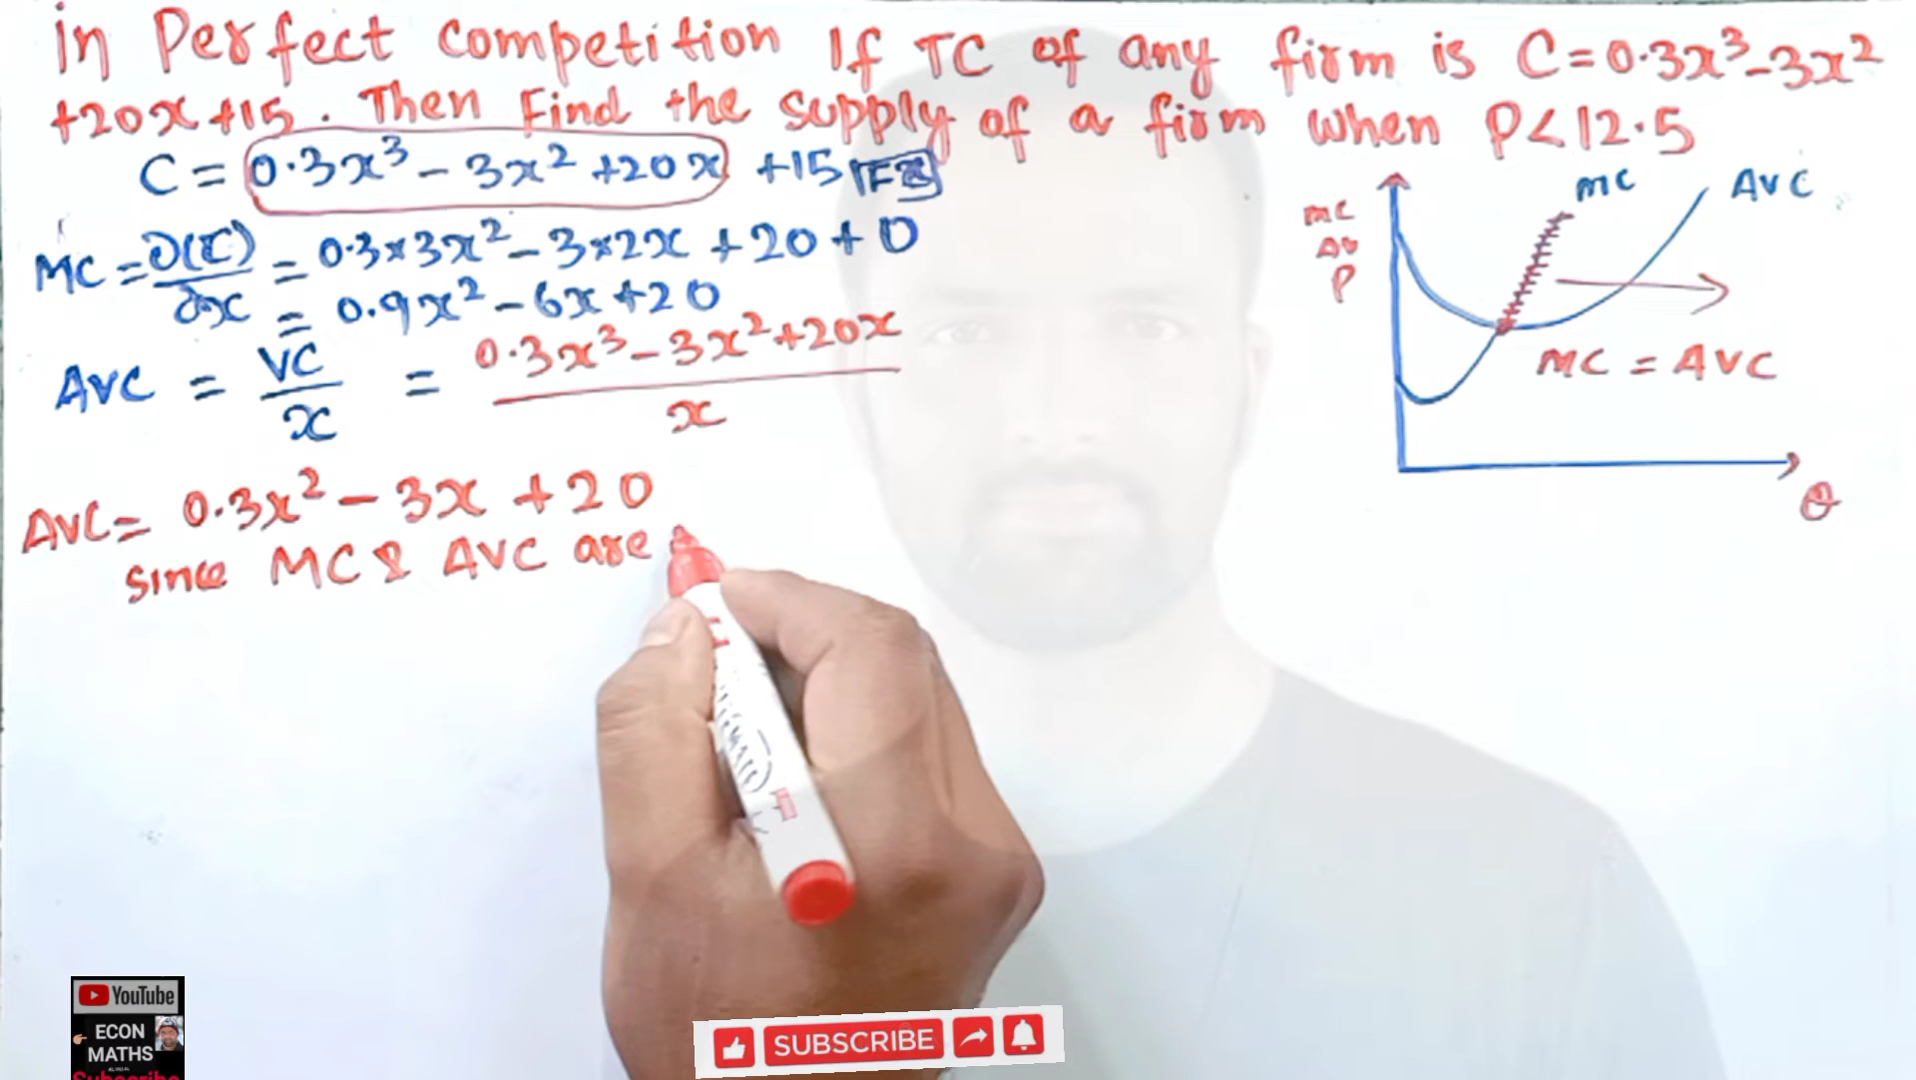 In Perfect competition If TC of any firm is C=0.3x³-3x²
+20x+15. Then Find the supply of a firm when P<12.5
C = 0.3x³ - 3x² + 20x +15
MC = ∂(C)/∂x = 0.3×3x² - 3×2x + 20 + 0
= 0.9x² - 6x + 20
AVC = VC/x = 0.3x³ - 3x² + 20x/x
AVC = 0.3x² - 3x + 20
Since MC & AVC are
MC
AVC
MC
P
MC = AVC
YouTube
ECON
MATHS
Subscribe
SUBSCRIBE